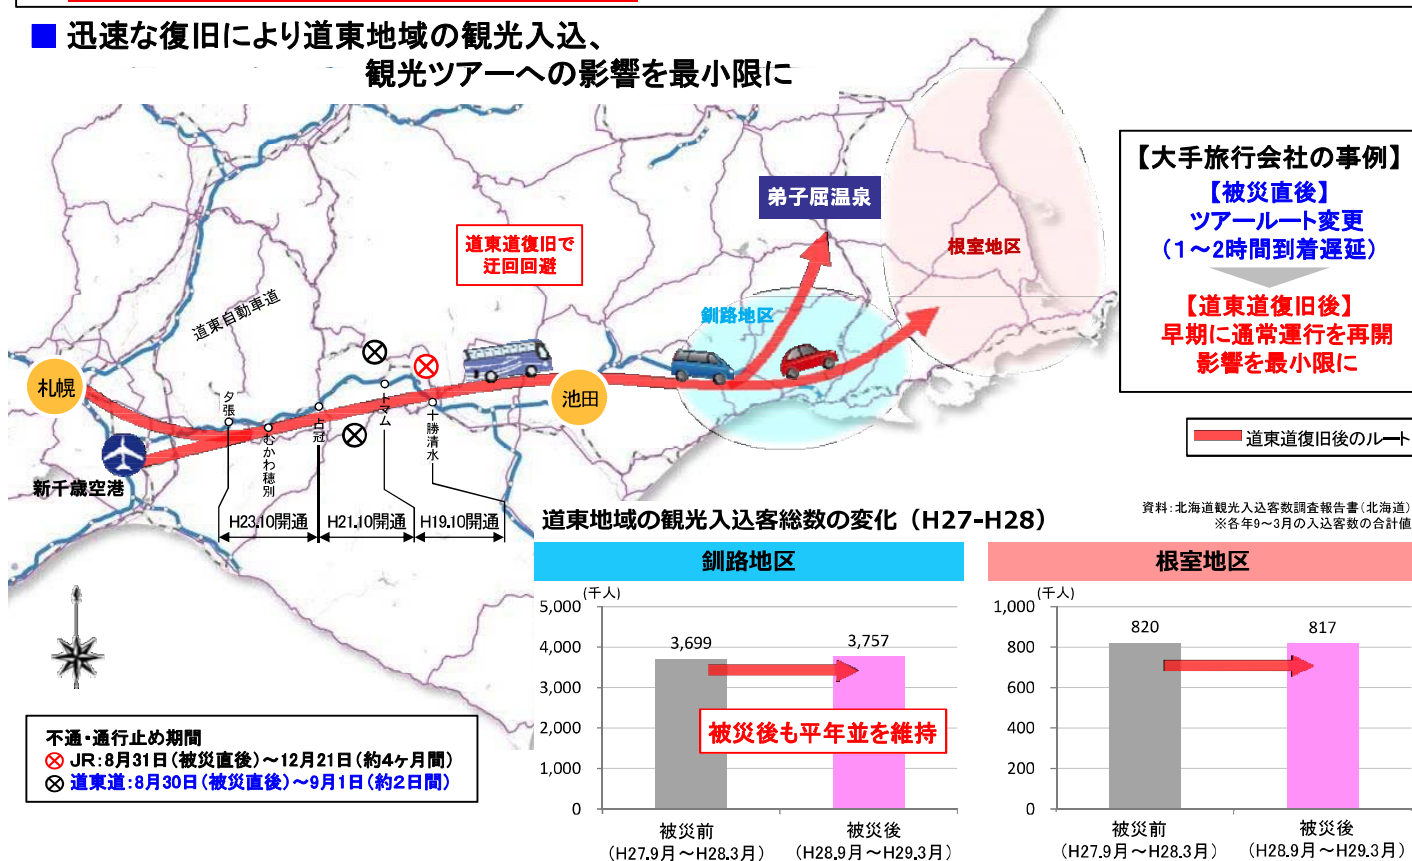 ■ 迅速な復旧により道東地域の観光入込、
観光ツアーへの影響を最小限に
【大手旅行会社の事例】
【被災直後】
ツアールート変更
（１～２時間到着遅延）
【道東道復旧後】
早期に通常運行を再開
影響を最小限に
弟子屈温泉
道東道復旧で
迂回回避
根室地区
釧路地区
道東自動車道
札幌
池田
新千歳空港
夕張
むかわ穂別
占冠
トマム
十勝清水
H23.10開通
H21.10開通
H19.10開通
道東道復旧後のルート
資料：北海道観光入込客数調査報告書（北海道）
※各年9～3月の入込客数の合計値
道東地域の観光入込客総数の変化（H27-H28）
釧路地区
(千人)
5,000
4,000
3,000
2,000
1,000
0
3,699
3,757
被災後も平年並を維持
被災前
（H27.9月～H28.3月）
被災後
（H28.9月～H29.3月）
根室地区
(千人)
1,000
800
600
400
200
0
820
817
被災前
（H27.9月～H28.3月）
被災後
（H28.9月～H29.3月）
不通・通行止め期間
JR：8月31日（被災直後）～12月21日（約4ヶ月間）
道東道：8月30日（被災直後）～9月1日（約2日間）